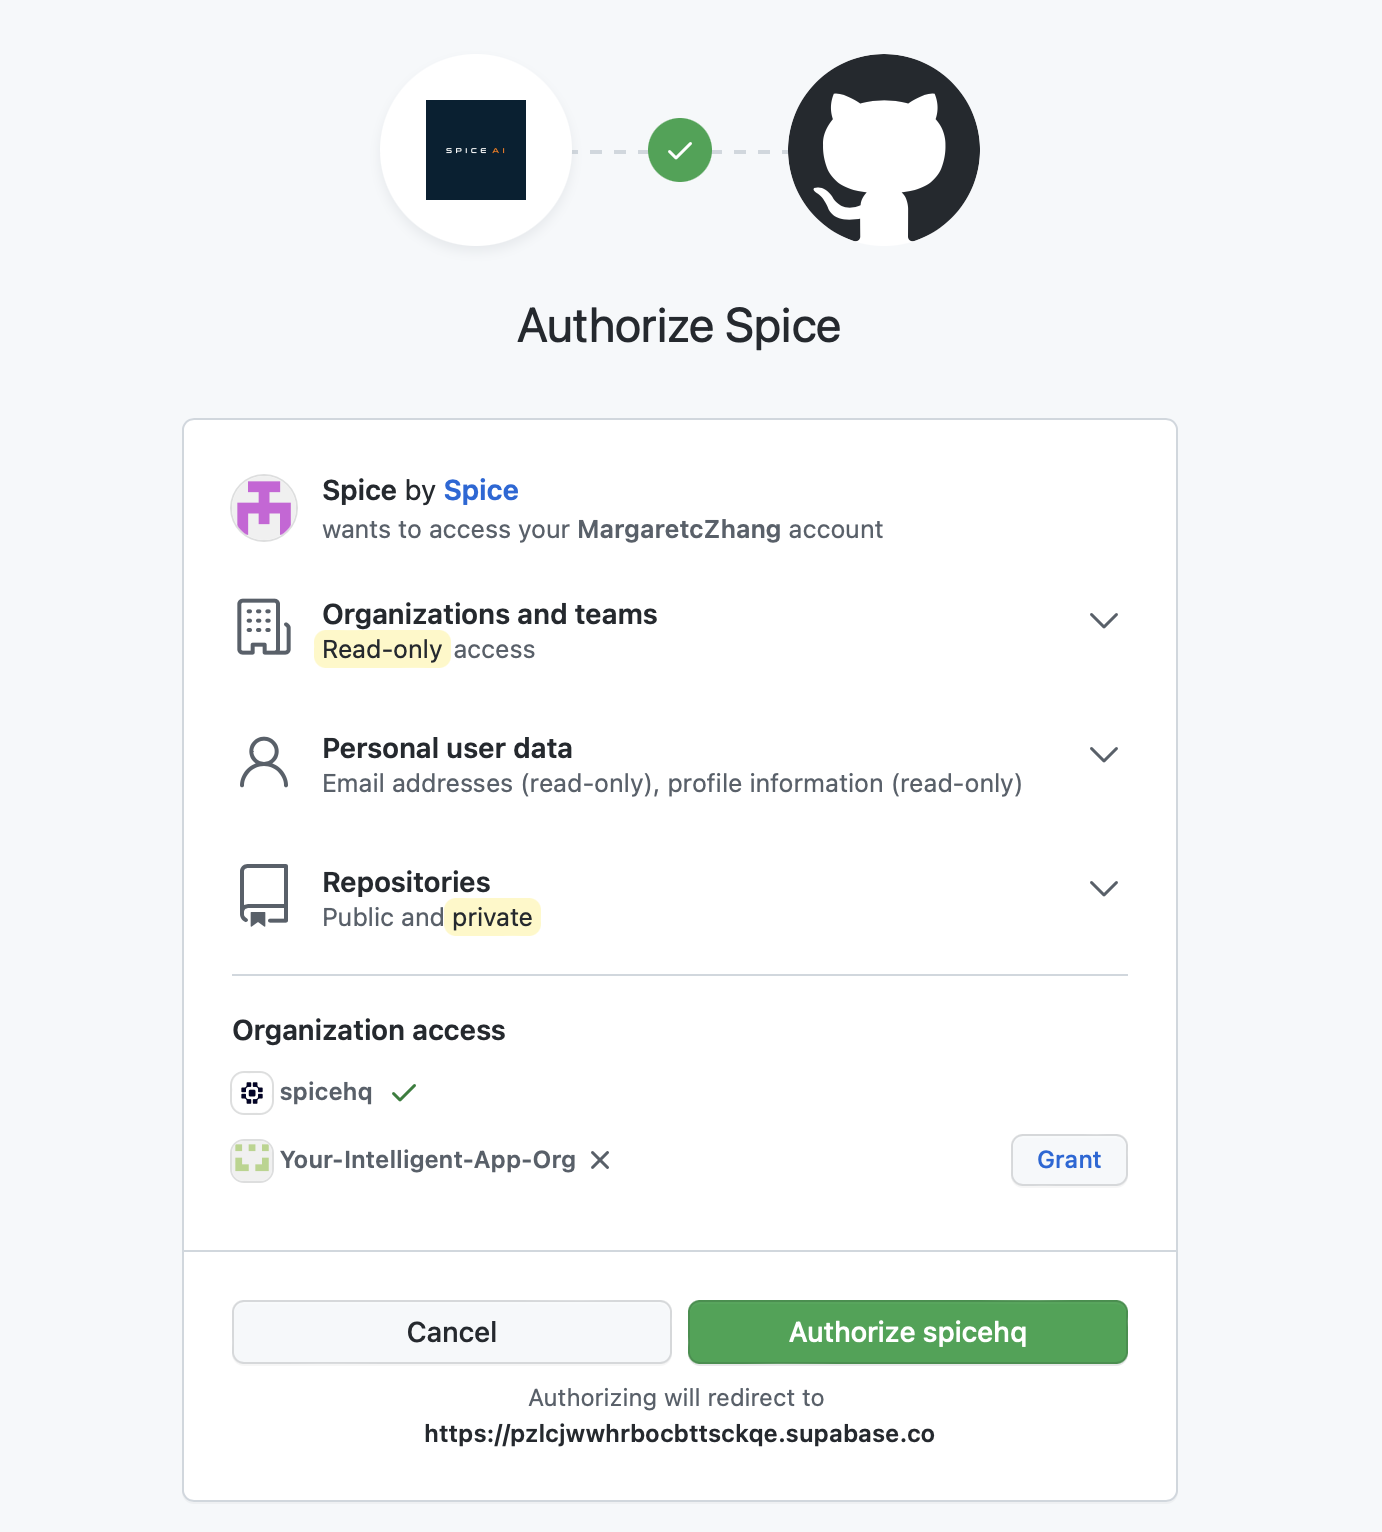 SPICE AI
Authorize Spice
Spice by Spice
wants to access your MargaretcZhang account
Organizations and teams
Read-only access
Personal user data
Email addresses (read-only), profile information (read-only)
Repositories
Public and private
Organization access
spicehq
Your-Intelligent-App-Org
Grant
Cancel
Authorize spicehq
Authorizing will redirect to
https://pzlcjwwhrbocbttsckqe.supabase.co